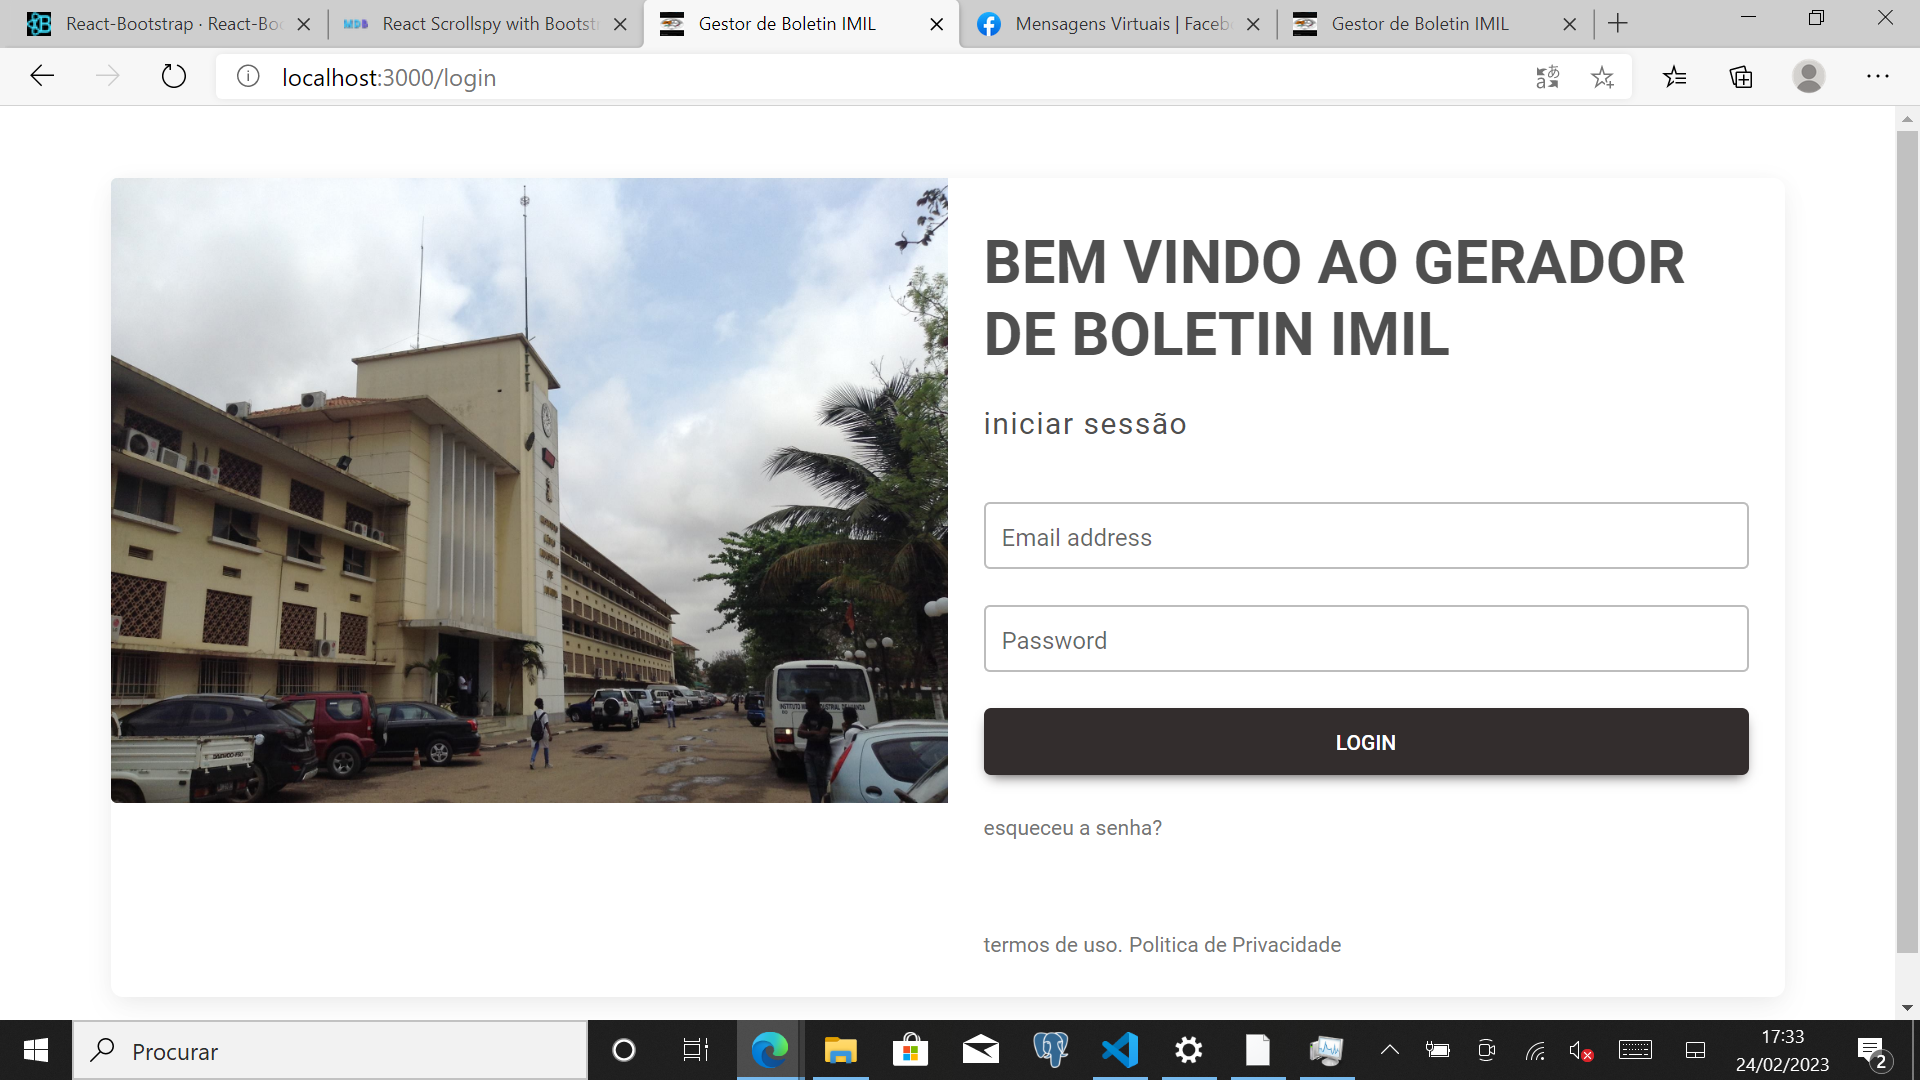 React-Bootstrap · React-Boo
MDB
React Scrollspy with Bootst
Gestor de Boletin IMIL
Mensagens Virtuais | Faceb
Gestor de Boletin IMIL
localhost:3000/login
BEM VINDO AO GERADOR
DE BOLETIN IMIL
iniciar sessão
Email address
Password
LOGIN
esqueceu a senha?
termos de uso. Politica de Privacidade
Procurar
17:33
24/02/2023
2